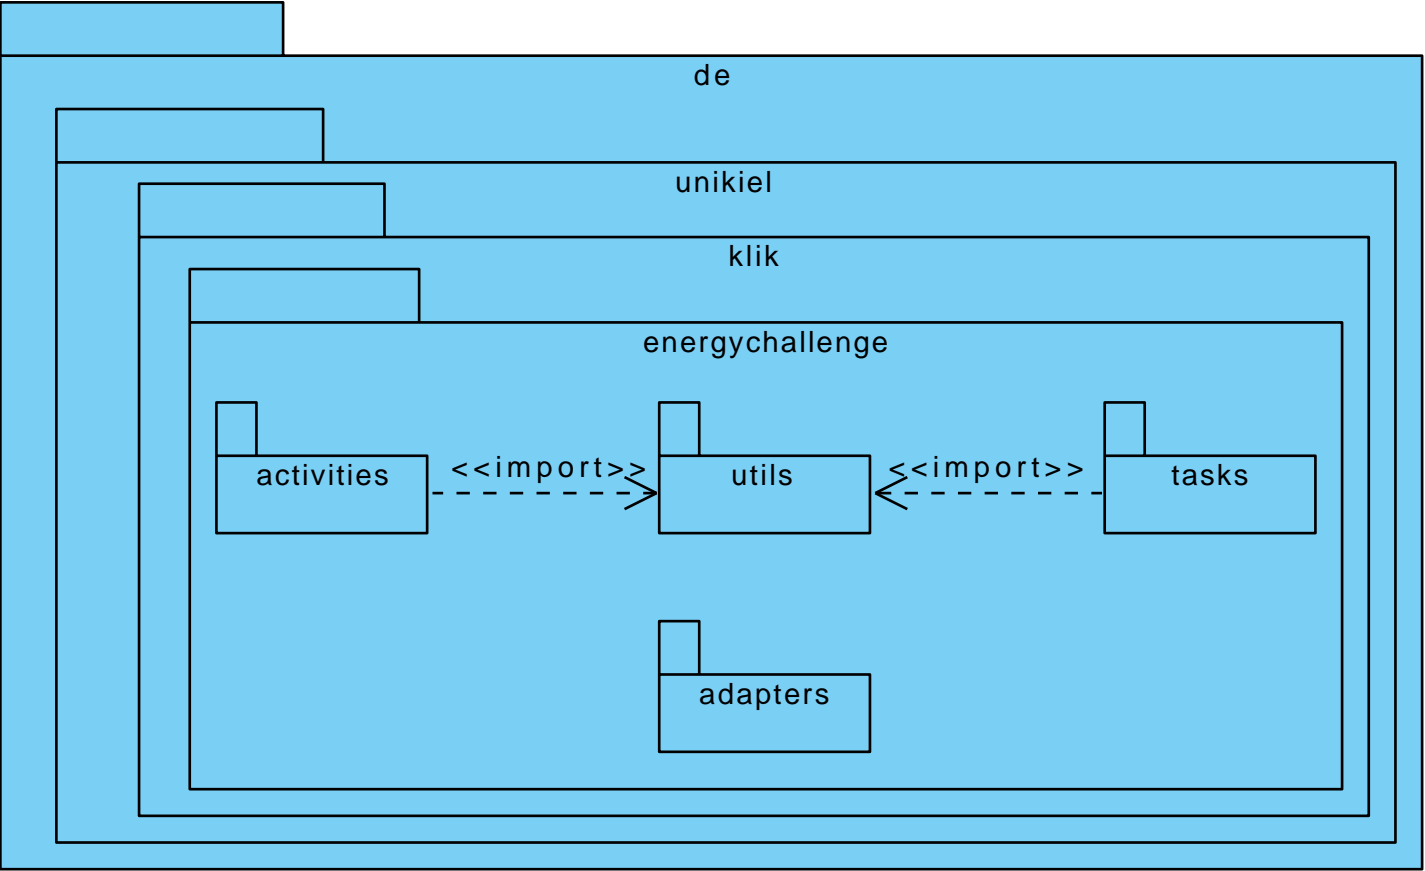 de
unikiel
klik
energychallenge
activities
<<import>>
utils
<<import>>
tasks
adapters